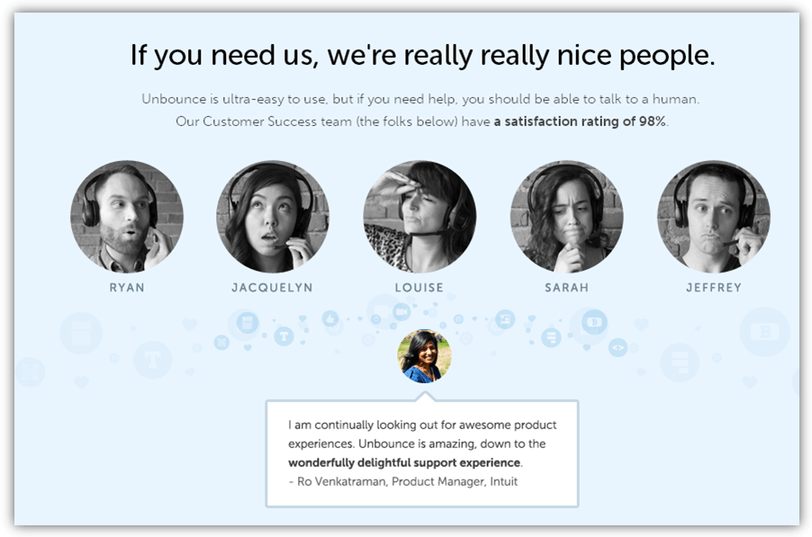 If you need us, we're really really nice people.
Unbounce is ultra-easy to use, but if you need help, you should be able to talk to a human.
Our Customer Success team (the folks below) have a satisfaction rating of 98%.
RYAN
JACQUELYN
LOUISE
SARAH
JEFFREY
I am continually looking out for awesome product
experiences. Unbounce is amazing, down to the
wonderfully delightful support experience.
- Ro Venkatraman, Product Manager, Intuit